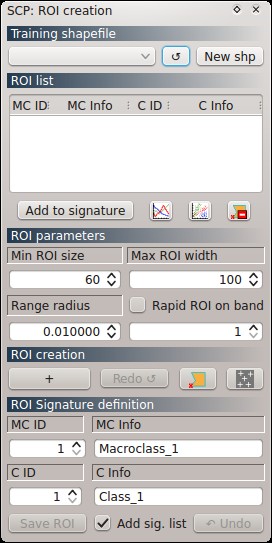 SCP: ROI creation
Training shapefile
New shp
ROI list
MC ID MC Info C ID C Info
Add to signature
ROI parameters
Min ROI size Max ROI width
60 100
Range radius Rapid ROI on band
0.010000 1
ROI creation
+ Redo ↺
ROI Signature definition
MC ID MC Info
1 Macroclass_1
C ID C Info
1 Class_1
Save ROI Add sig. list Undo